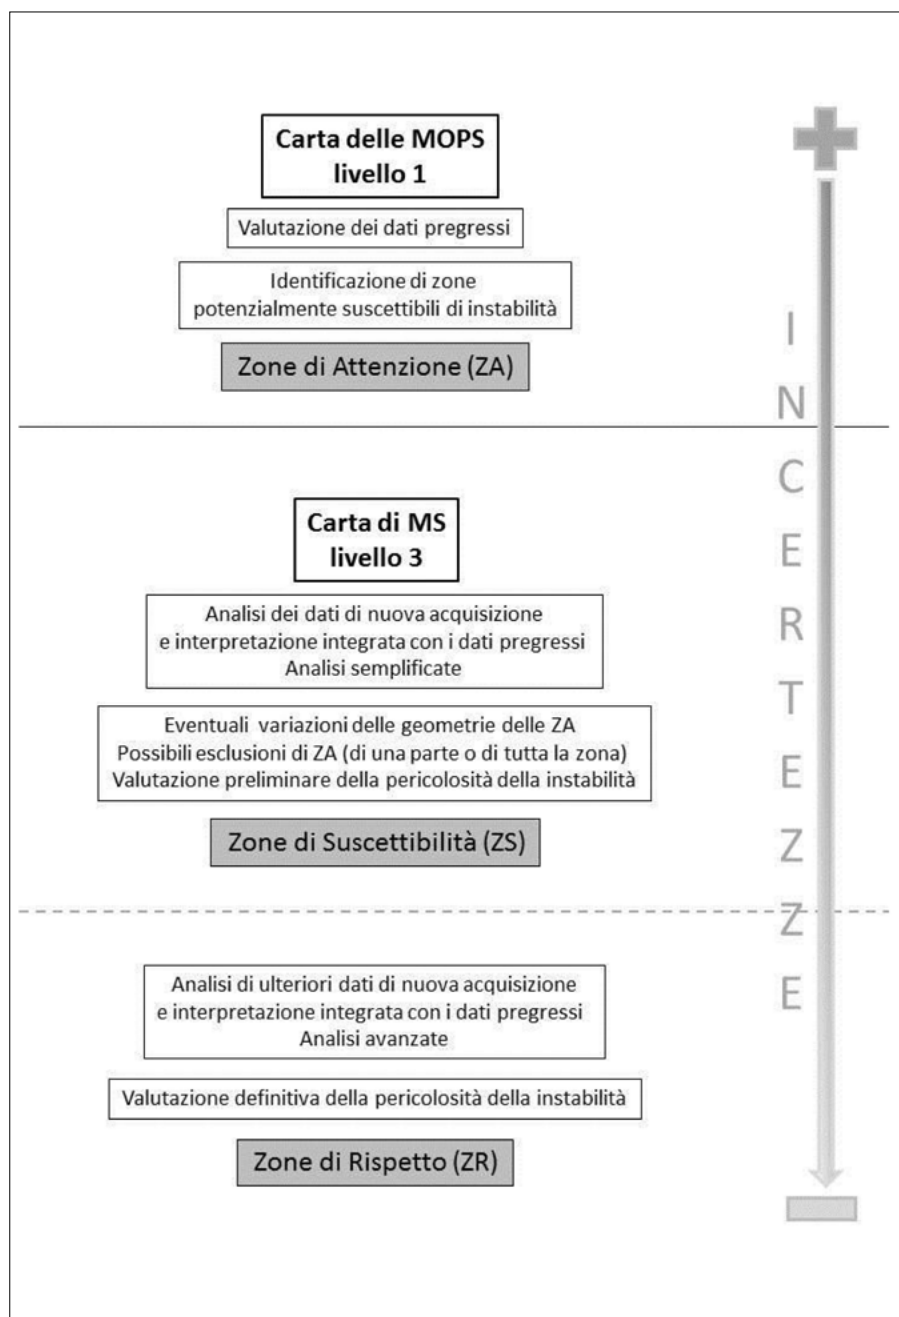 Carta delle MOPS
livello 1
Valutazione dei dati pregressi
Identificazione di zone
potenzialmente suscettibili di instabilità
Zone di Attenzione (ZA)
Carta di MS
livello 3
Analisi dei dati di nuova acquisizione
e interpretazione integrata con i dati pregressi
Analisi semplificate
Eventuali variazioni delle geometrie delle ZA
Possibili esclusioni di ZA (di una parte o di tutta la zona)
Valutazione preliminare della pericolosità della instabilità
Zone di Suscettibilità (ZS)
Analisi di ulteriori dati di nuova acquisizione
e interpretazione integrata con i dati pregressi
Analisi avanzate
Valutazione definitiva della pericolosità della instabilità
Zone di Rispetto (ZR)
INCERTEZZE